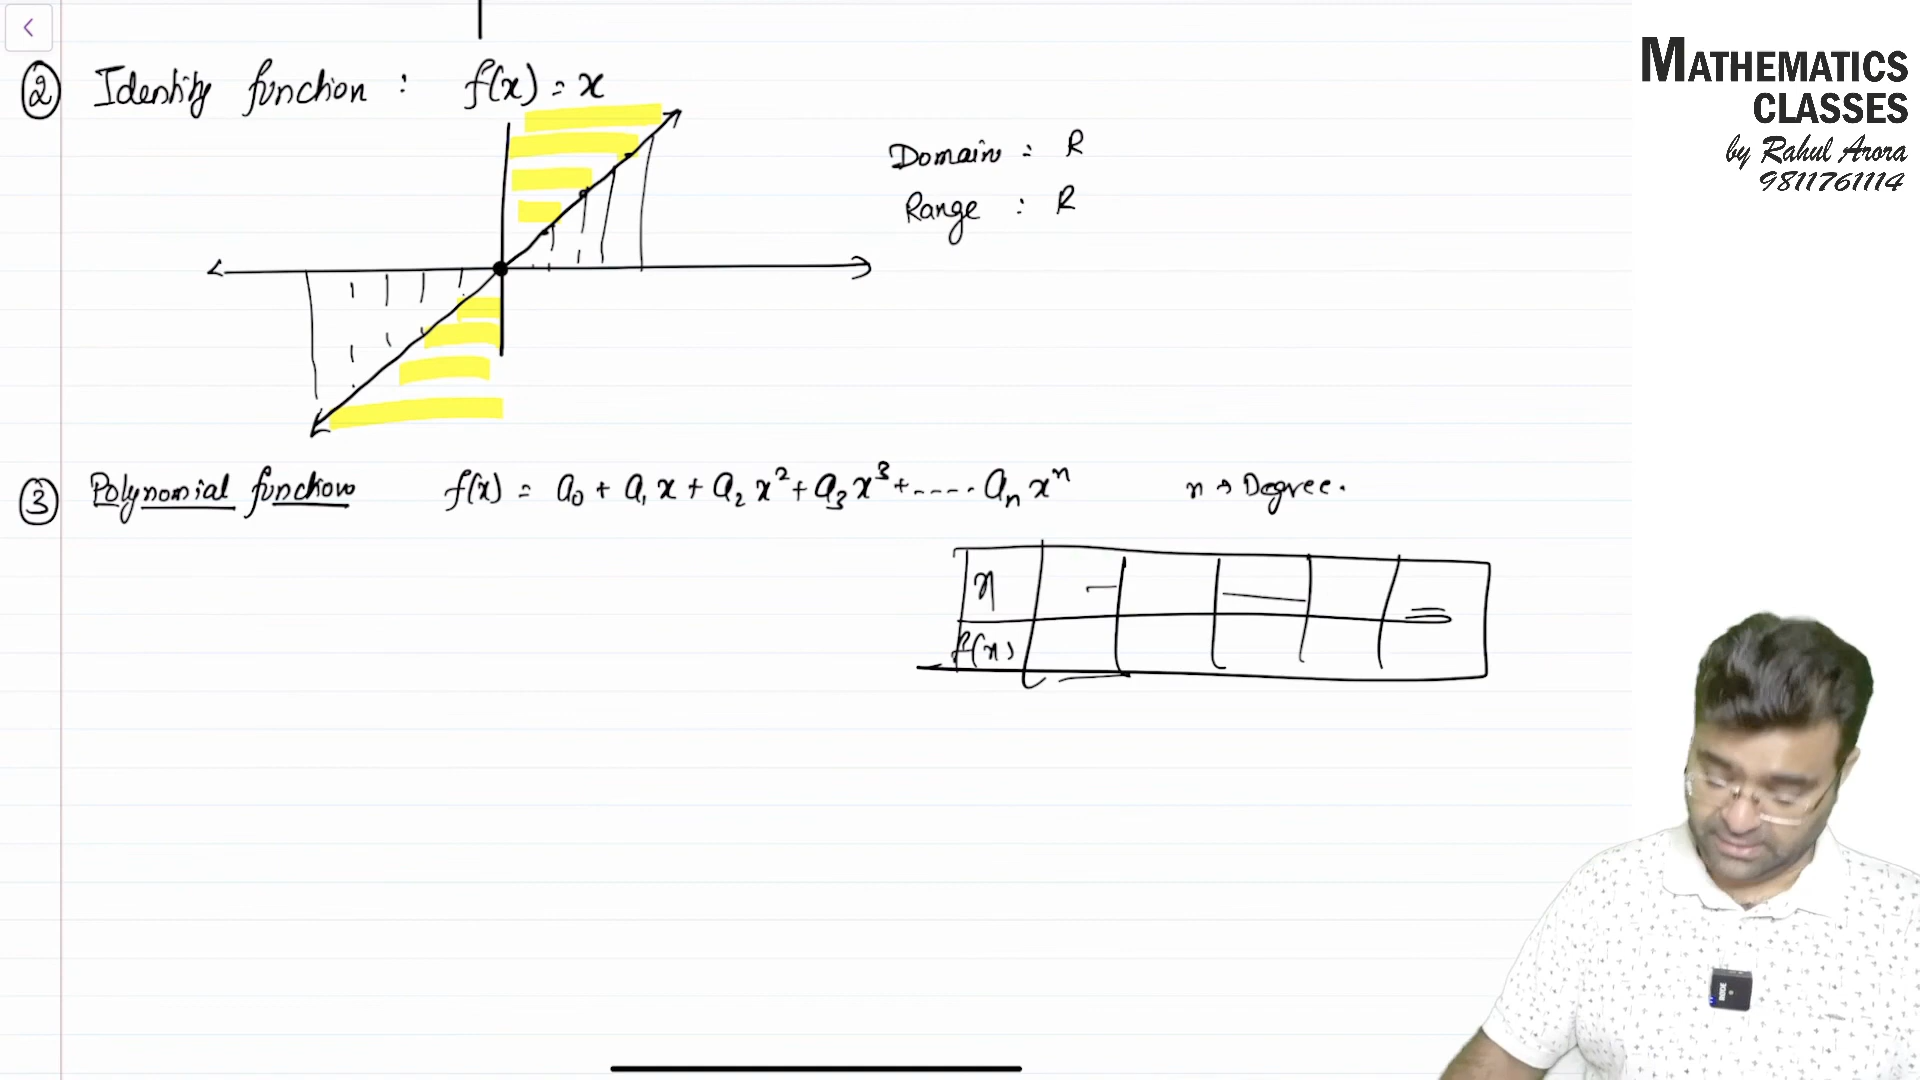 ② Identity function : f(x) = x
Domain : R
Range : R
③ Polynomial function f(x) = a₀ + a₁x + a₂x² + a₃x³ + ----. aₙxⁿ n → Degree.
x
f(x)
MATHEMATICS
CLASSES
by Rahul Arora
9811761114
RODE